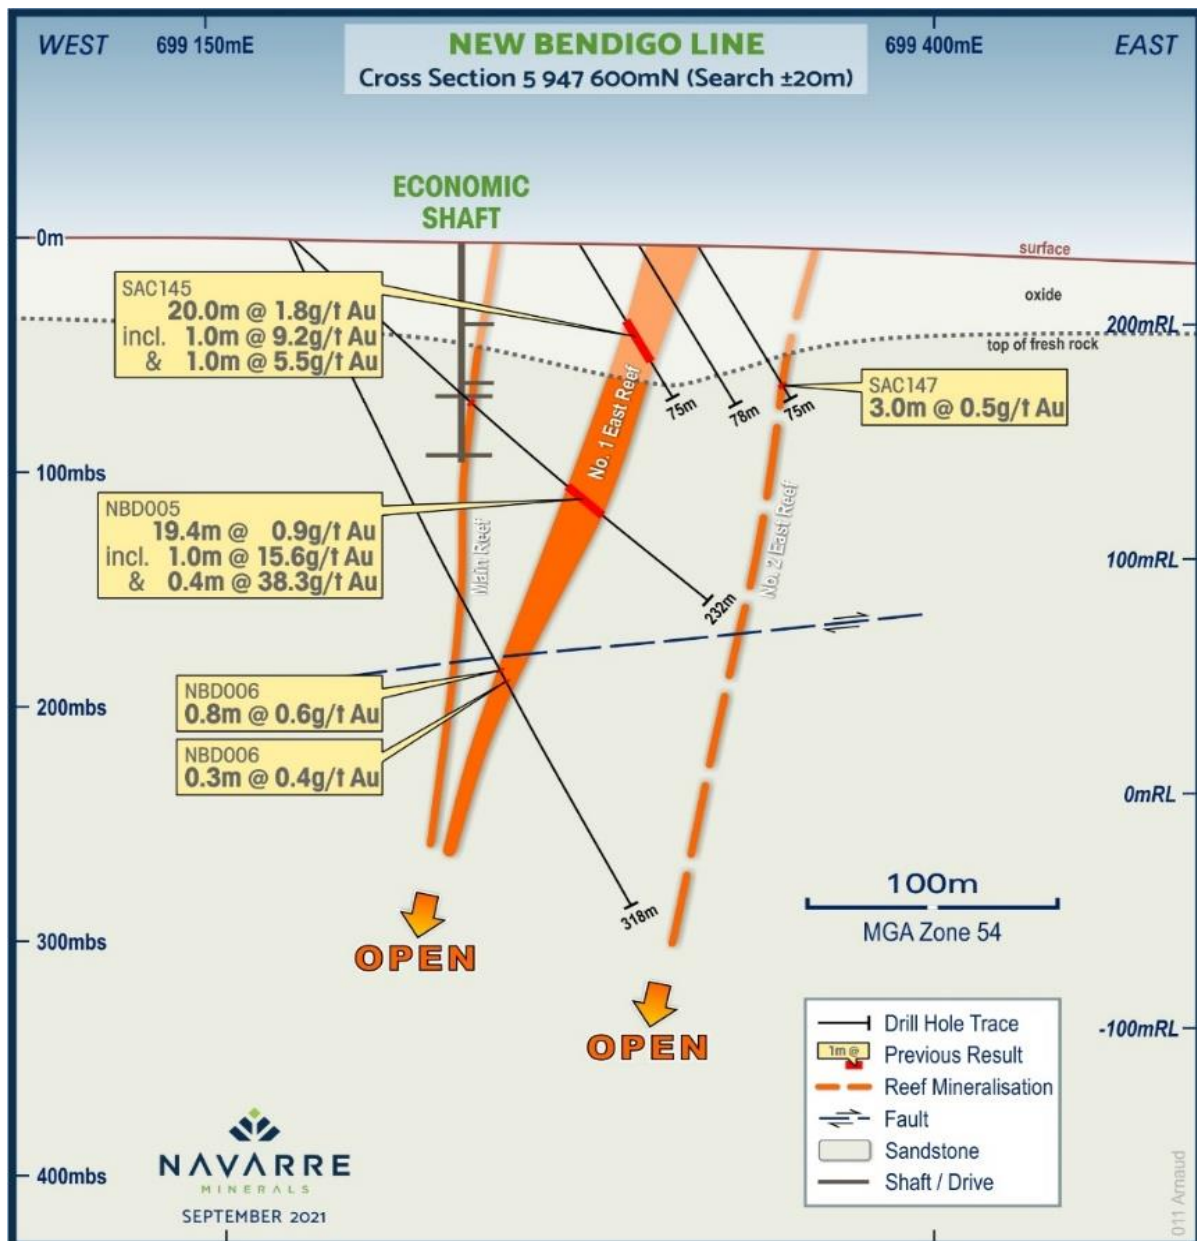 WEST
699 150mE
NEW BENDIGO LINE
Cross Section 5 947 600mN (Search ±20m)
699 400mE
EAST
ECONOMIC
SHAFT
0m
surface
SAC145
20.0m @ 1.8g/t Au
incl. 1.0m @ 9.2g/t Au
& 1.0m @ 5.5g/t Au
oxide
200mRL
top of fresh rock
SAC147
3.0m @ 0.5g/t Au
75m
78m
75m
No. 1 East Reef
100mbs
NBD005
19.4m @ 0.9g/t Au
incl. 1.0m @ 15.6g/t Au
& 0.4m @ 38.3g/t Au
Main Reef
No. 2 East Reef
100mRL
232m
NBD006
0.8m @ 0.6g/t Au
200mbs
NBD006
0.3m @ 0.4g/t Au
0mRL
100m
MGA Zone 54
318m
300mbs
OPEN
OPEN
-100mRL
Drill Hole Trace
1m @
Previous Result
Reef Mineralisation
Fault
Sandstone
Shaft / Drive
400mbs
NAVARRE
MINERALS
SEPTEMBER 2021
011 Arnaud